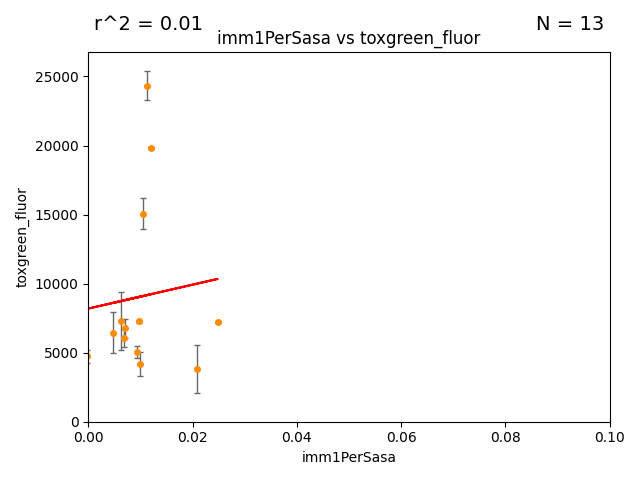 r^2 = 0.01
N = 13
imm1PerSasa vs toxgreen_fluor
25000
20000
15000
10000
5000
0
toxgreen_fluor
0.00
0.02
0.04
0.06
0.08
0.10
imm1PerSasa